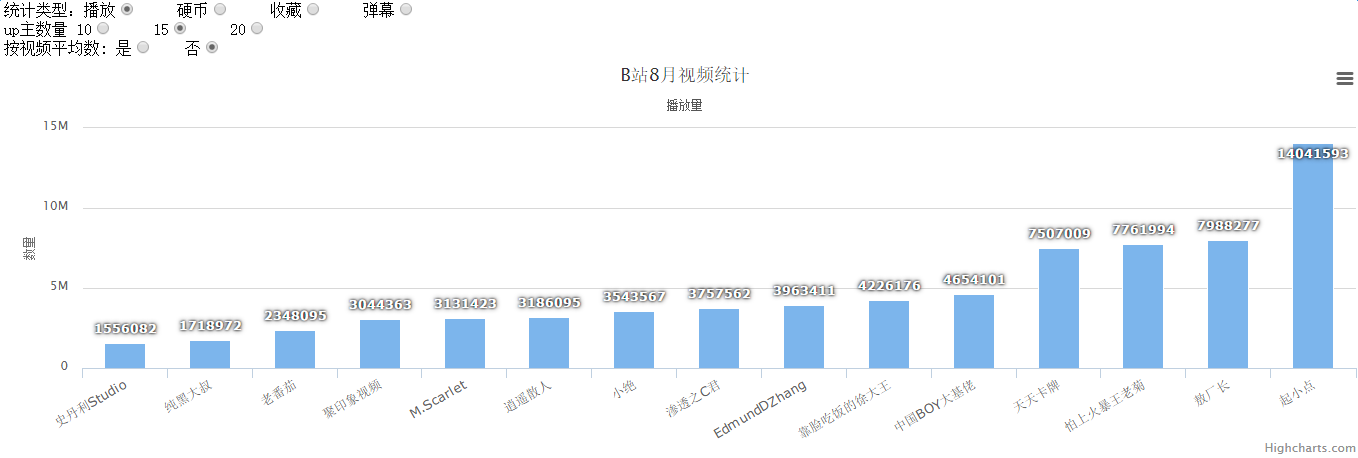 统计类型：播放 硬币 收藏 弹幕
up主数量 10 15 20
按视频平均数：是 否
B站8月视频统计
播放量
数量
15M
10M
5M
0
1556082
1718972
2348095
3044363
3131423
3186095
3543567
3757562
3963411
4226176
4654101
7507009
7761994
7988277
14041593
史丹利Studio
纯黑大叔
老番茄
聚印象视频
M.Scarlet
逍遥散人
小绝
渗透之C君
EdmundDZhang
靠脸吃饭的徐大王
中国BOY大基佬
天天卡牌
怕上火暴王老菊
敖厂长
起小点
Highcharts.com